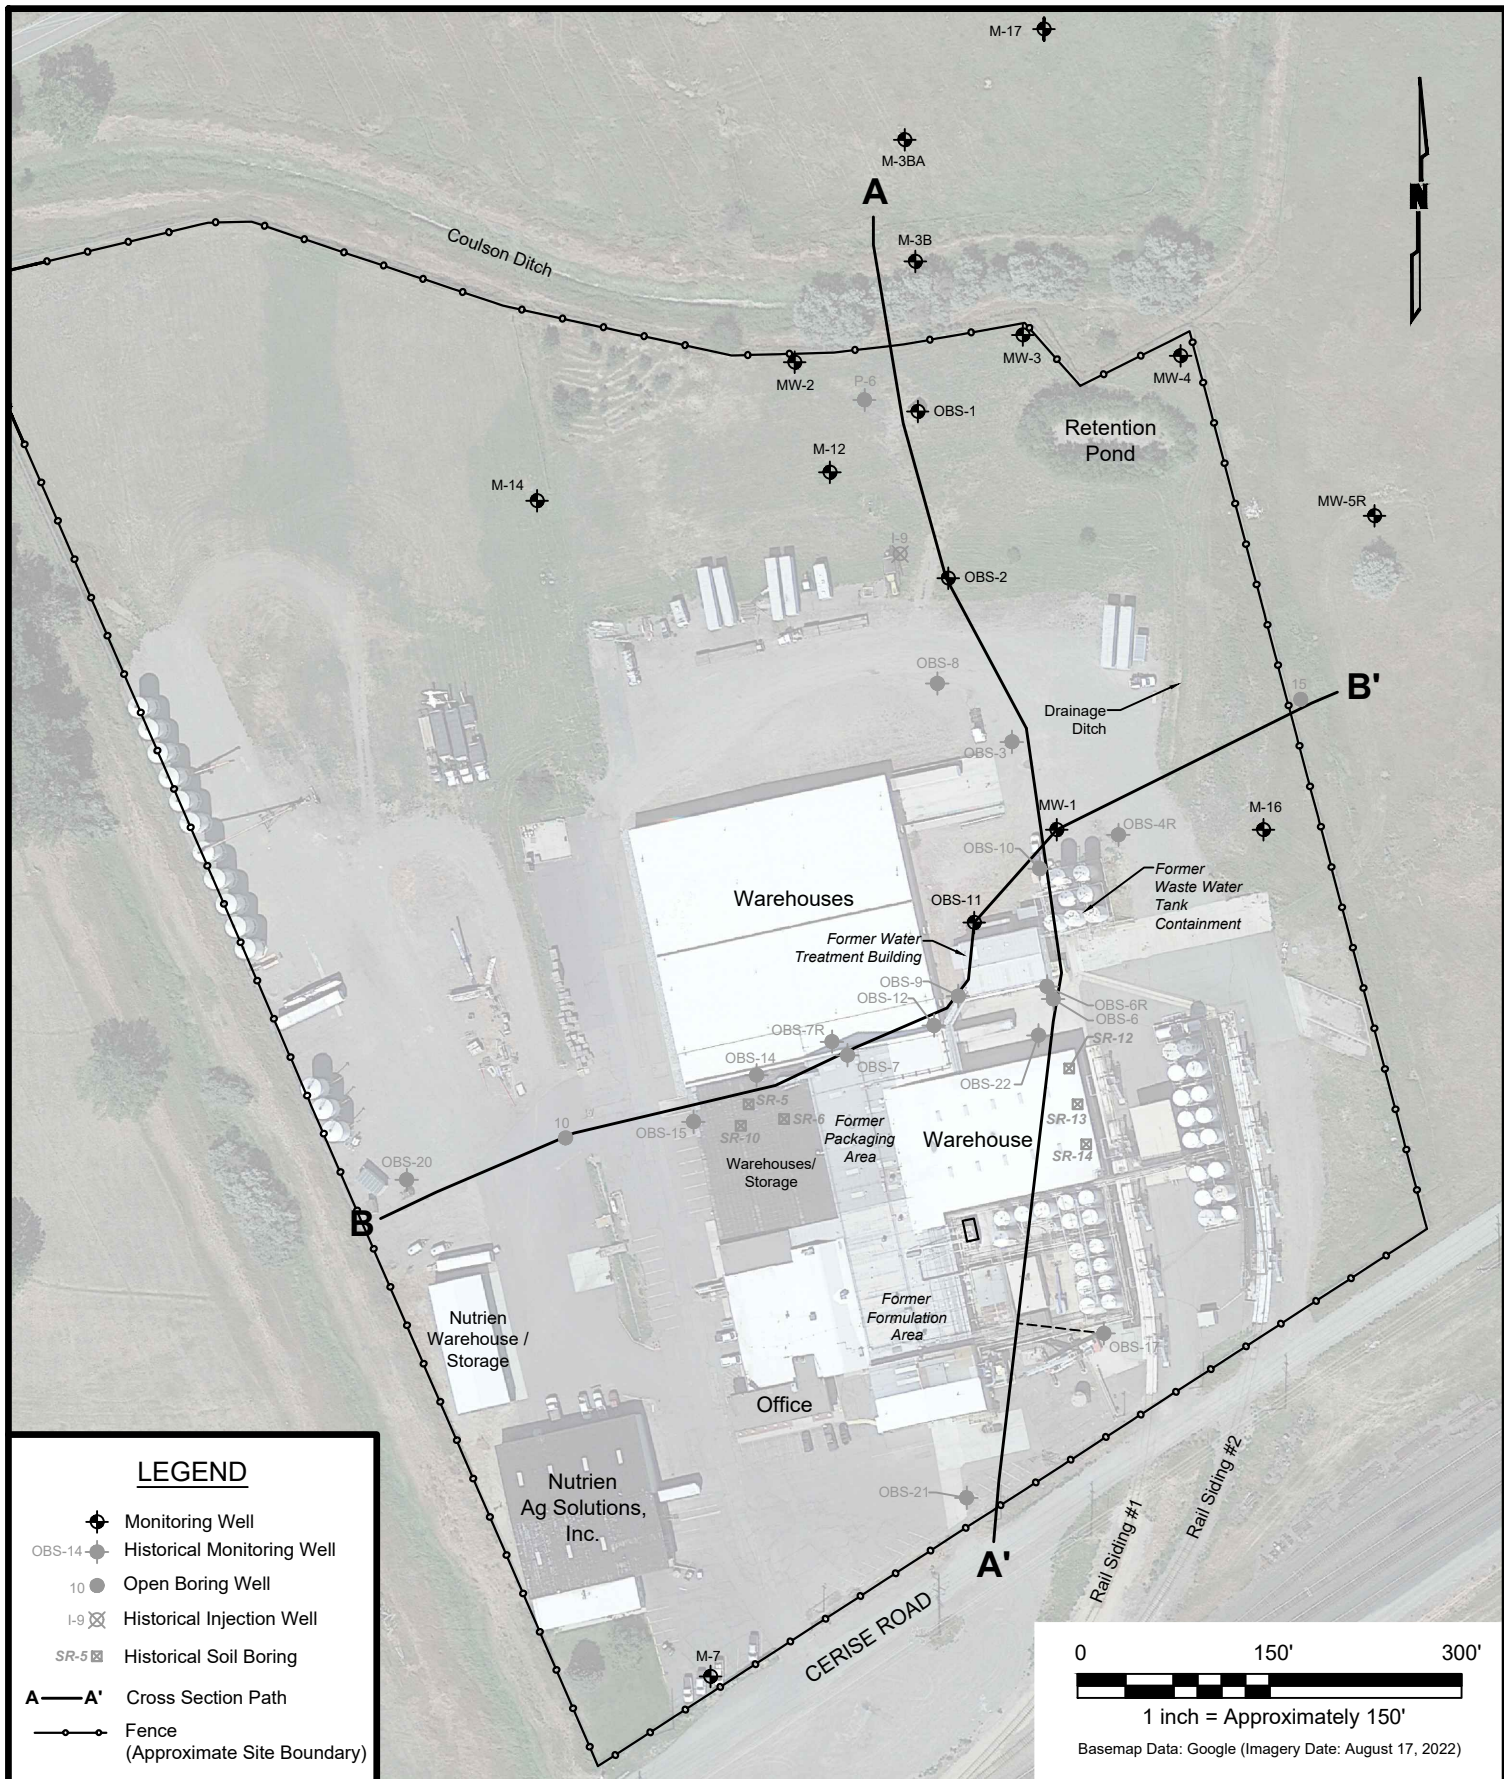 M-17
M-3BA
A
M-3B
N
Coulson Ditch
MW-3
MW-4
MW-2
P-6
OBS-1
Retention
Pond
M-12
M-14
MW-5R
I-9
OBS-2
OBS-8
15
B'
Drainage
Ditch
OBS-3
MW-1
M-16
OBS-4R
OBS-10
Former
Waste Water
Tank
Containment
Warehouses
OBS-11
Former Water
Treatment Building
OBS-9
OBS-12
OBS-6R
OBS-6
OBS-7R
SR-12
OBS-14
OBS-7
OBS-22
SR-5
SR-6
SR-13
10
OBS-15
SR-10
Former
Packaging
Area
Warehouse
SR-14
Warehouses/
Storage
OBS-20
B
Nutrien
Warehouse /
Storage
Former
Formulation
Area
OBS-17
Office
Nutrien
Ag Solutions,
Inc.
OBS-21
A'
Rail Siding #1
Rail Siding #2
CERISE ROAD
M-7
LEGEND
Monitoring Well
OBS-14 Historical Monitoring Well
10 Open Boring Well
I-9 Historical Injection Well
SR-5 Historical Soil Boring
A A' Cross Section Path
Fence
(Approximate Site Boundary)
0 150' 300'
1 inch = Approximately 150'
Basemap Data: Google (Imagery Date: August 17, 2022)